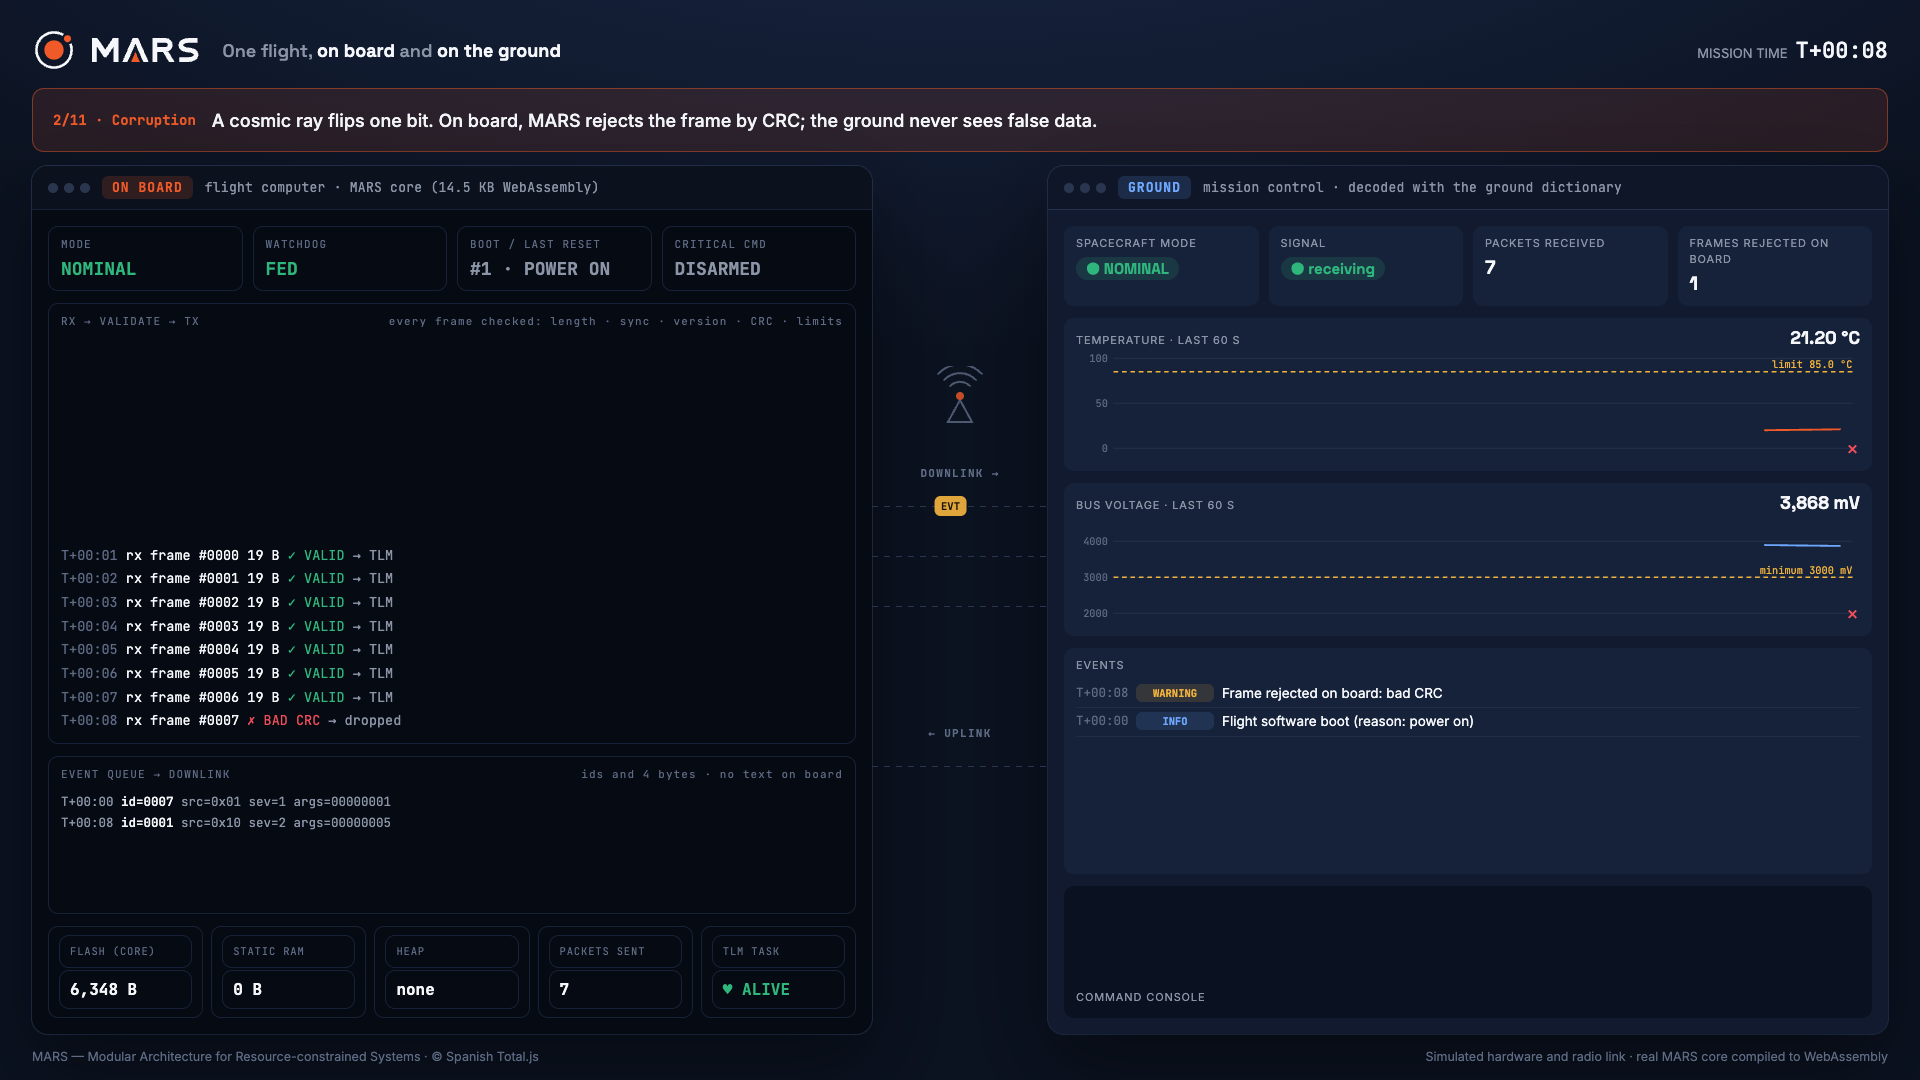 MARS One flight, on board and on the ground
MISSION TIME T+00:08
2/11 · Corruption A cosmic ray flips one bit. On board, MARS rejects the frame by CRC; the ground never sees false data.
ON BOARD flight computer · MARS core (14.5 KB WebAssembly)
MODE
NOMINAL
WATCHDOG
FED
BOOT / LAST RESET
#1 · POWER ON
CRITICAL CMD
DISARMED
RX → VALIDATE → TX
every frame checked: length · sync · version · CRC · limits
T+00:01 rx frame #0000 19 B ✓ VALID → TLM
T+00:02 rx frame #0001 19 B ✓ VALID → TLM
T+00:03 rx frame #0002 19 B ✓ VALID → TLM
T+00:04 rx frame #0003 19 B ✓ VALID → TLM
T+00:05 rx frame #0004 19 B ✓ VALID → TLM
T+00:06 rx frame #0005 19 B ✓ VALID → TLM
T+00:07 rx frame #0006 19 B ✓ VALID → TLM
T+00:08 rx frame #0007 ✗ BAD CRC → dropped
EVENT QUEUE → DOWNLINK
ids and 4 bytes · no text on board
T+00:00 id=0007 src=0x01 sev=1 args=00000001
T+00:08 id=0001 src=0x10 sev=2 args=00000005
FLASH (CORE)
6,348 B
STATIC RAM
0 B
HEAP
none
PACKETS SENT
7
TLM TASK
♥ ALIVE
DOWNLINK →
EVT
← UPLINK
GROUND mission control · decoded with the ground dictionary
SPACECRAFT MODE
NOMINAL
SIGNAL
receiving
PACKETS RECEIVED
7
FRAMES REJECTED ON
BOARD
1
TEMPERATURE · LAST 60 S
21.20 °C
100
limit 85.0 °C
50
0
×
BUS VOLTAGE · LAST 60 S
3,868 mV
4000
minimum 3000 mV
3000
2000
×
EVENTS
T+00:08 WARNING Frame rejected on board: bad CRC
T+00:00 INFO Flight software boot (reason: power on)
COMMAND CONSOLE
MARS — Modular Architecture for Resource-constrained Systems · © Spanish Total.js
Simulated hardware and radio link · real MARS core compiled to WebAssembly